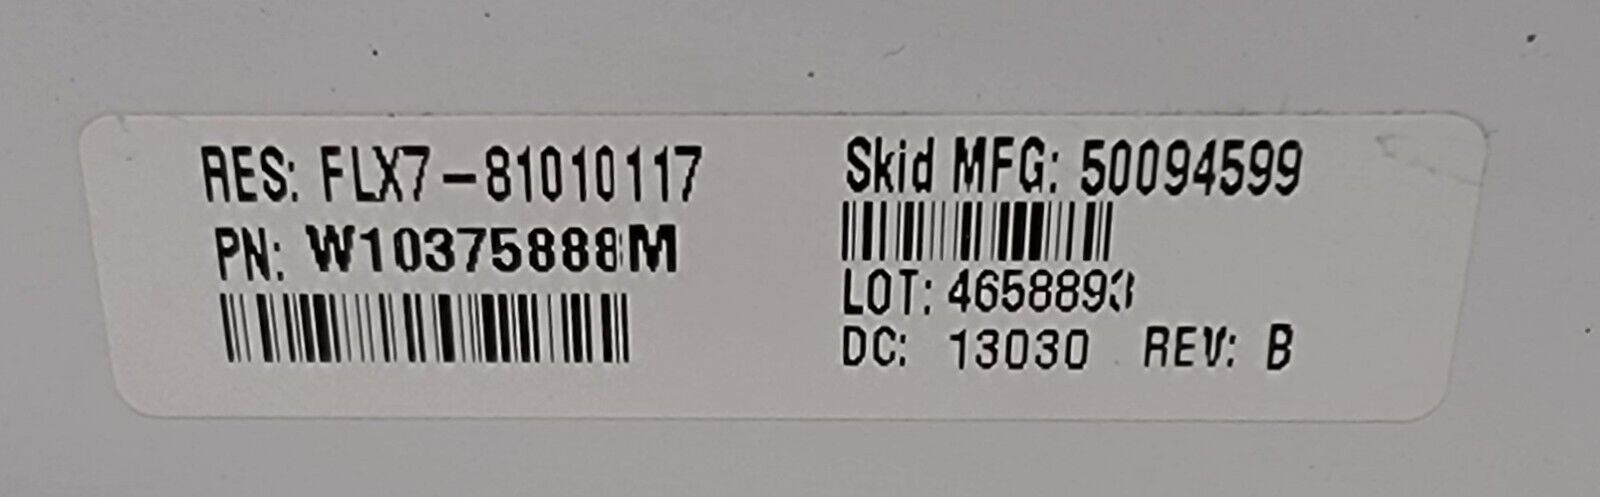 RES: FLX7-81010117
PN: W10375888M
Skid MFG: 50094599
LOT: 4658893
DC: 13030 REV: B